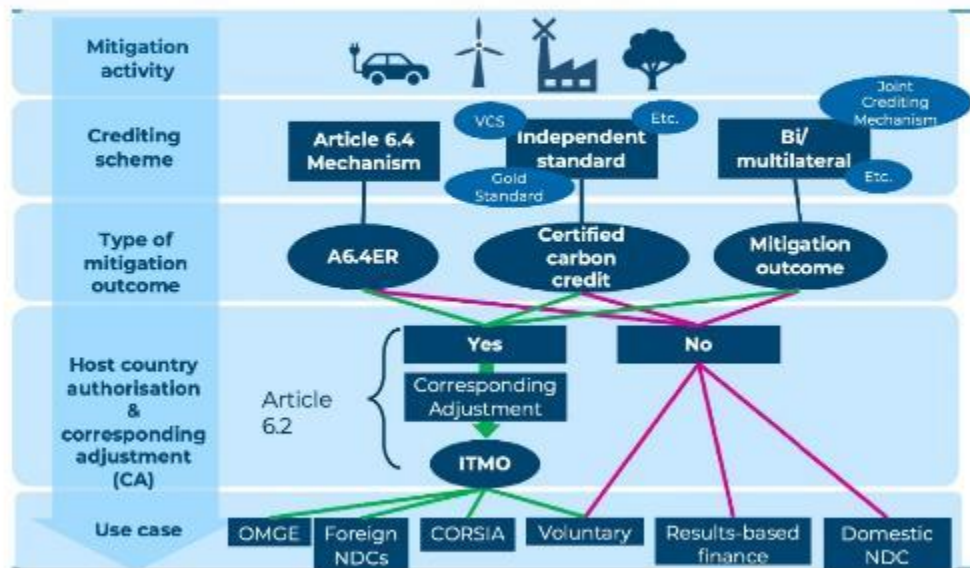 Mitigation
activity
Crediting
scheme
Article 6.4
Mechanism
VCS
Independent
standard
Etc.
Gold
Standard
Joint
Crediting
Mechanism
Bi/
multilateral
Etc.
Type of
mitigation
outcome
A6.4ER
Certified
carbon
credit
Mitigation
outcome
Host country
authorisation
&
corresponding
adjustment
(CA)
Article
6.2
Yes
No
Corresponding
Adjustment
ITMO
Use case
OMGE
Foreign
NDCs
CORSIA
Voluntary
Results-based
finance
Domestic
NDC